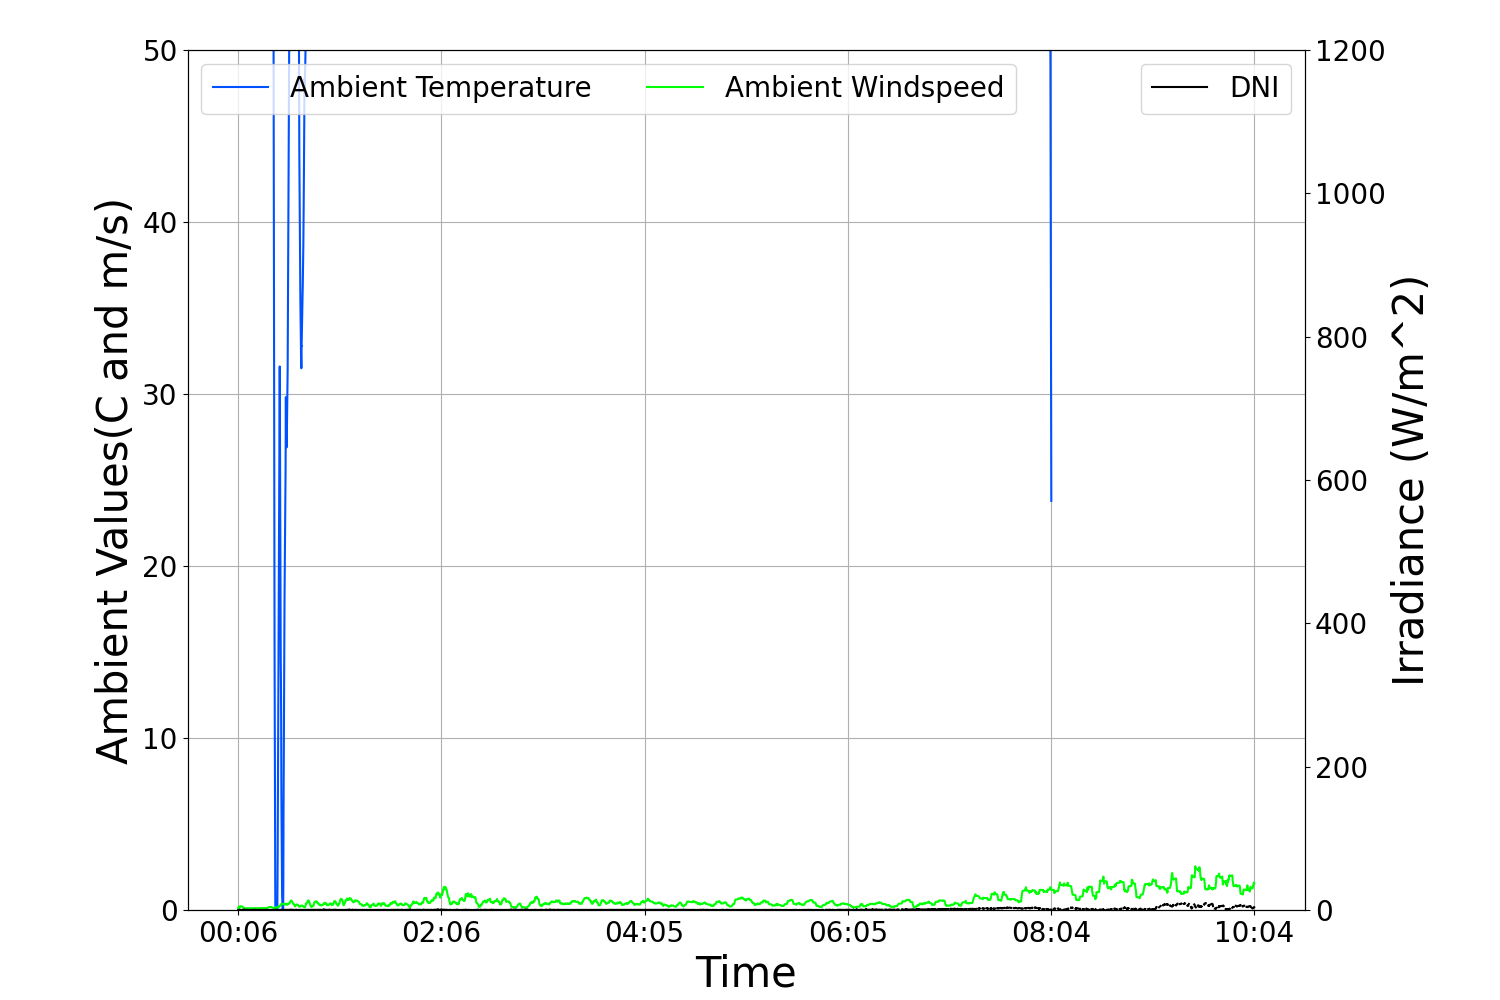 Ambient Temperature
Ambient Windspeed
DNI
50
40
30
20
10
0
Ambient Values(C and m/s)
1200
1000
800
600
400
200
0
Irradiance (W/m^2)
00:06 02:06 04:05 06:05 08:04 10:04
Time